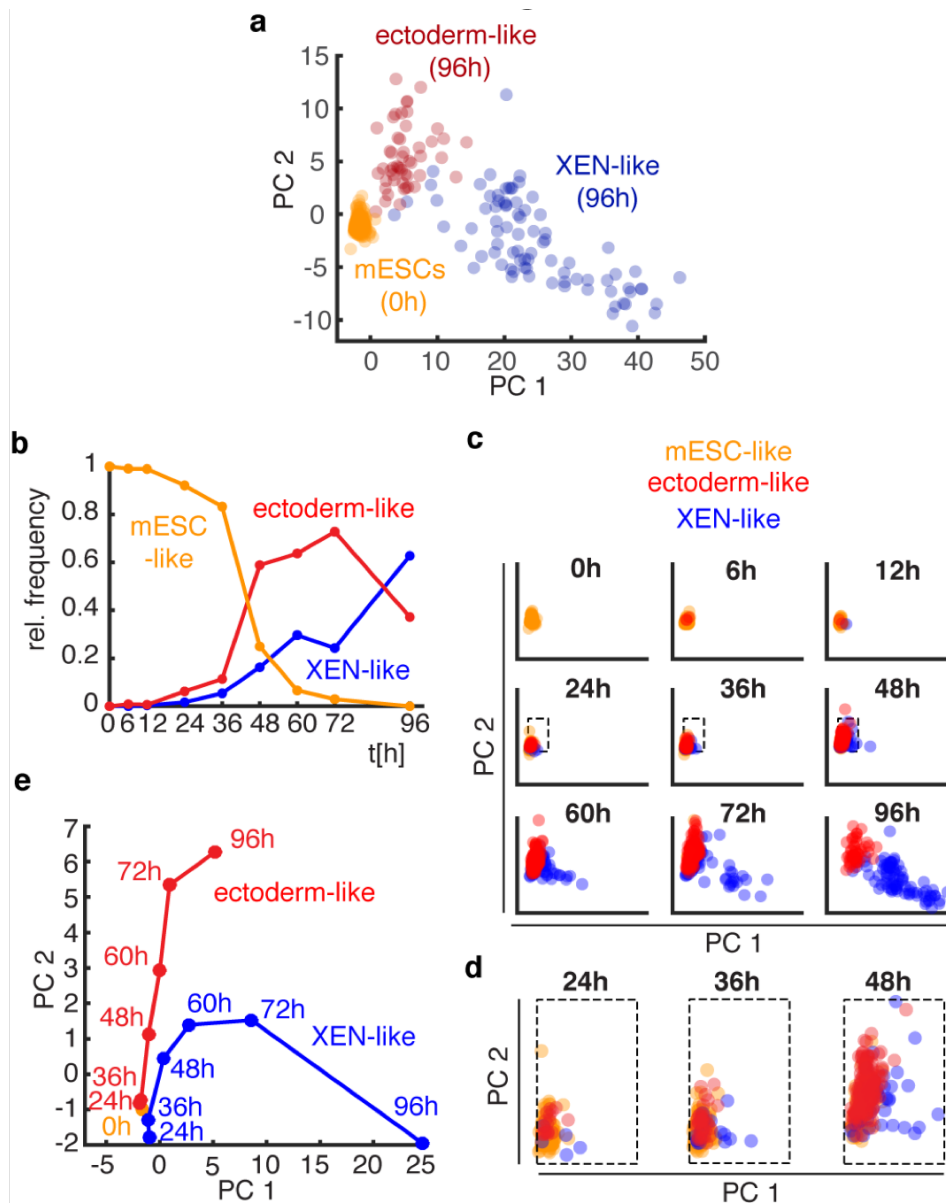 a
ectoderm-like
(96h)
15
10
5
0
-5
-10
PC 2
XEN-like
(96h)
mESCs
(0h)
0 10 20 30 40 50
PC 1
b
1
0.8
0.6
0.4
0.2
0
rel. frequency
ectoderm-like
mESC
-like
XEN-like
0 6 12 24 36 48 60 72 96
t[h]
c
mESC-like
ectoderm-like
XEN-like
0h 6h 12h
24h 36h 48h
60h 72h 96h
PC 2
PC 1
e
7
6
5
4
3
2
1
0
-1
-2
PC 2
96h
72h
ectoderm-like
60h
48h
36h
24h
0h
60h 72h
XEN-like
48h
36h
24h
96h
-5 0 5 10 15 20 25
PC 1
d
24h 36h 48h
PC 2
PC 1